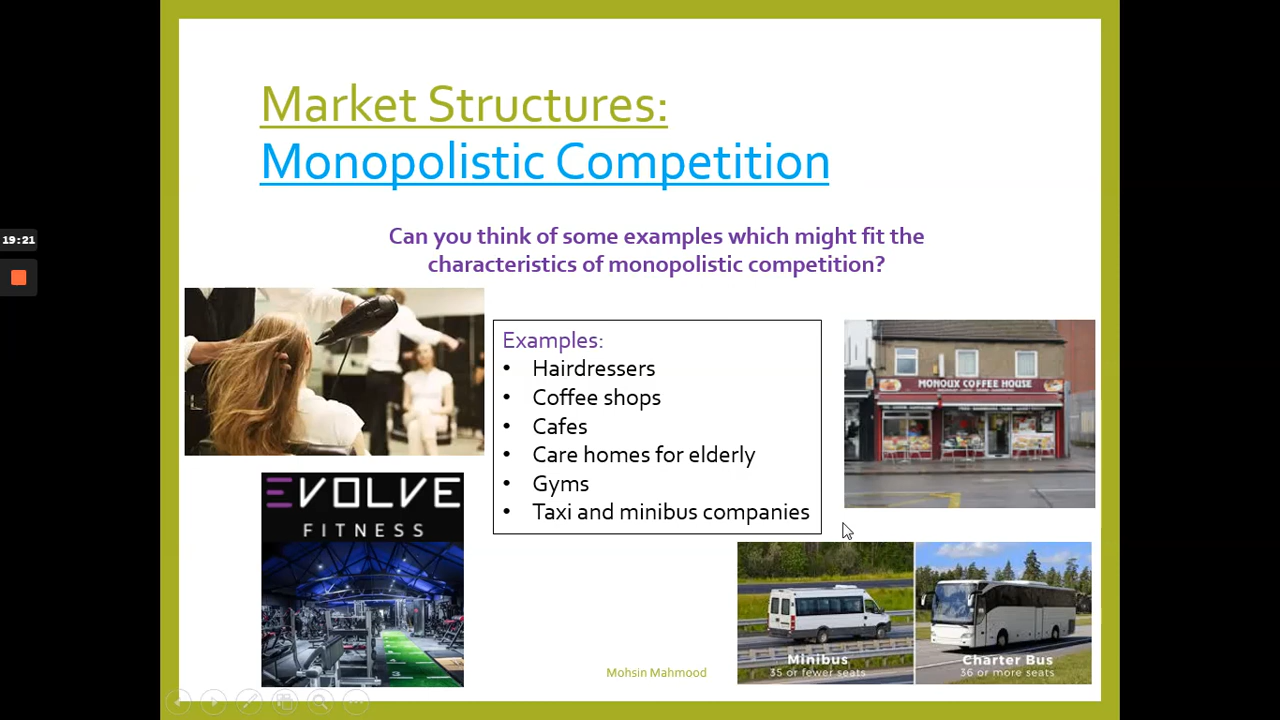 Market Structures:
Monopolistic Competition
Can you think of some examples which might fit the
characteristics of monopolistic competition?
19:21
Examples:
• Hairdressers
• Coffee shops
• Cafes
• Care homes for elderly
• Gyms
• Taxi and minibus companies
MONOUX COFFEE HOUSE
EVOLVE
FITNESS
Minibus
35 or fewer seats
Charter Bus
36 or more seats
Mohsin Mahmood